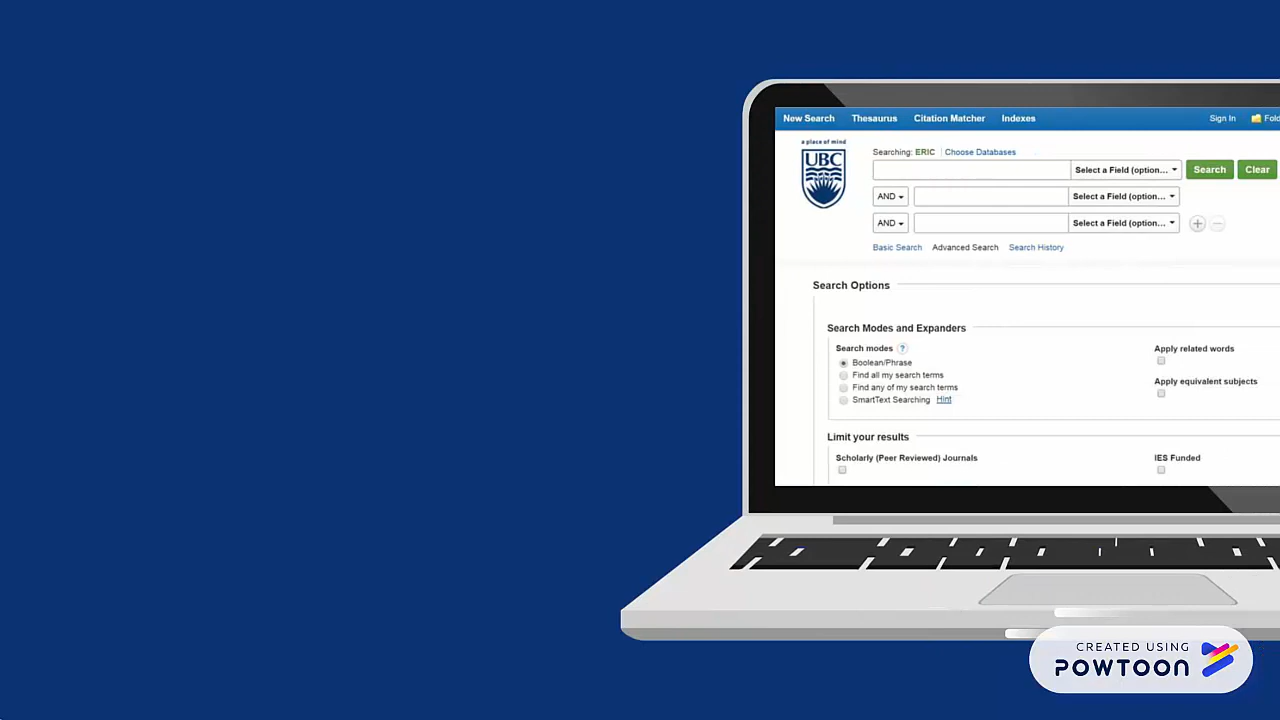 New Search Thesaurus Citation Matcher Indexes Sign In
a place of mind
UBC
Searching: ERIC Choose Databases
Select a Field (option... Search Clear
AND Select a Field (option...
AND Select a Field (option...
Basic Search Advanced Search Search History
Search Options
Search Modes and Expanders
Search modes ?
Boolean/Phrase
Find all my search terms
Find any of my search terms
SmartText Searching Hint
Apply related words
Apply equivalent subjects
Limit your results
Scholarly (Peer Reviewed) Journals
IES Funded
CREATED USING
POWTOON